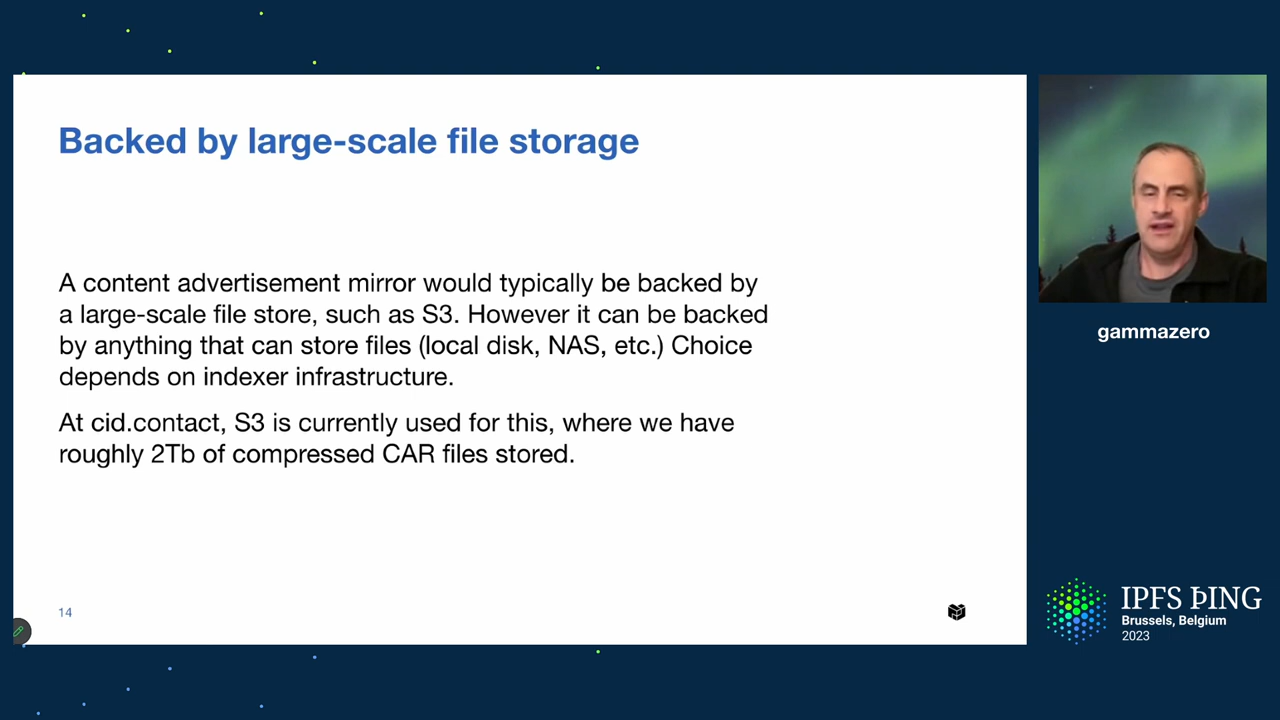 Backed by large-scale file storage
A content advertisement mirror would typically be backed by
a large-scale file store, such as S3. However it can be backed
by anything that can store files (local disk, NAS, etc.) Choice
depends on indexer infrastructure.
At cid.contact, S3 is currently used for this, where we have
roughly 2Tb of compressed CAR files stored.
14
gammazero
IPFS ÞING
Brussels, Belgium
2023